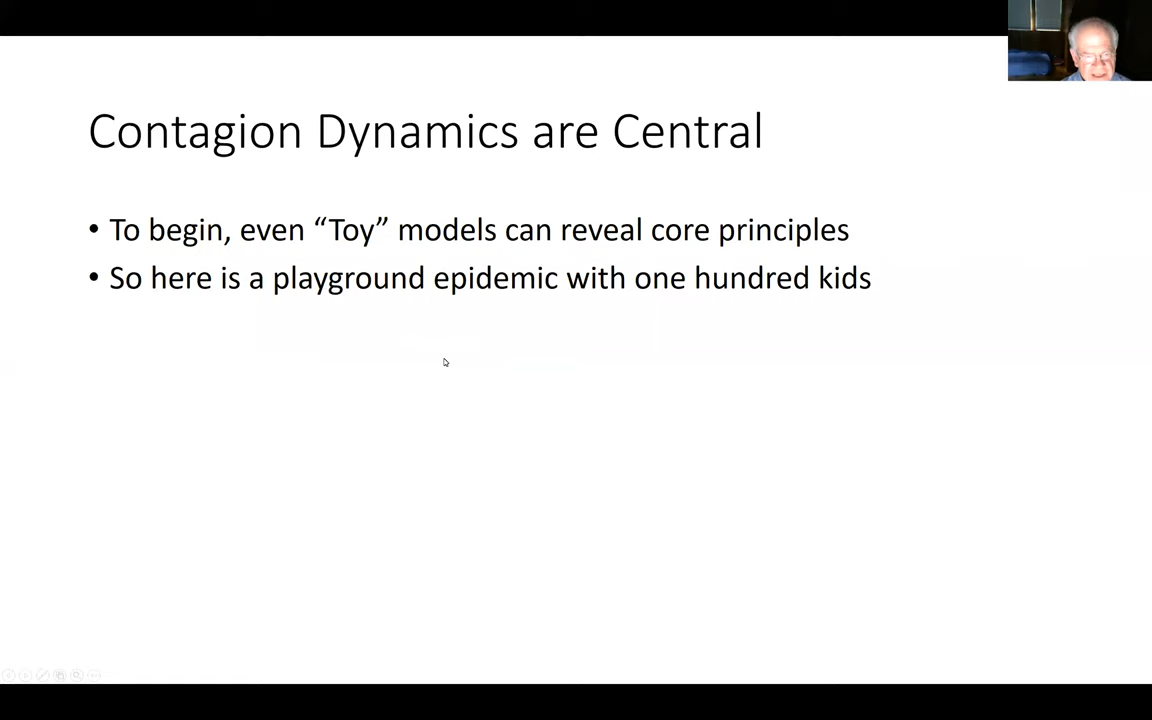 Contagion Dynamics are Central
• To begin, even “Toy” models can reveal core principles
• So here is a playground epidemic with one hundred kids